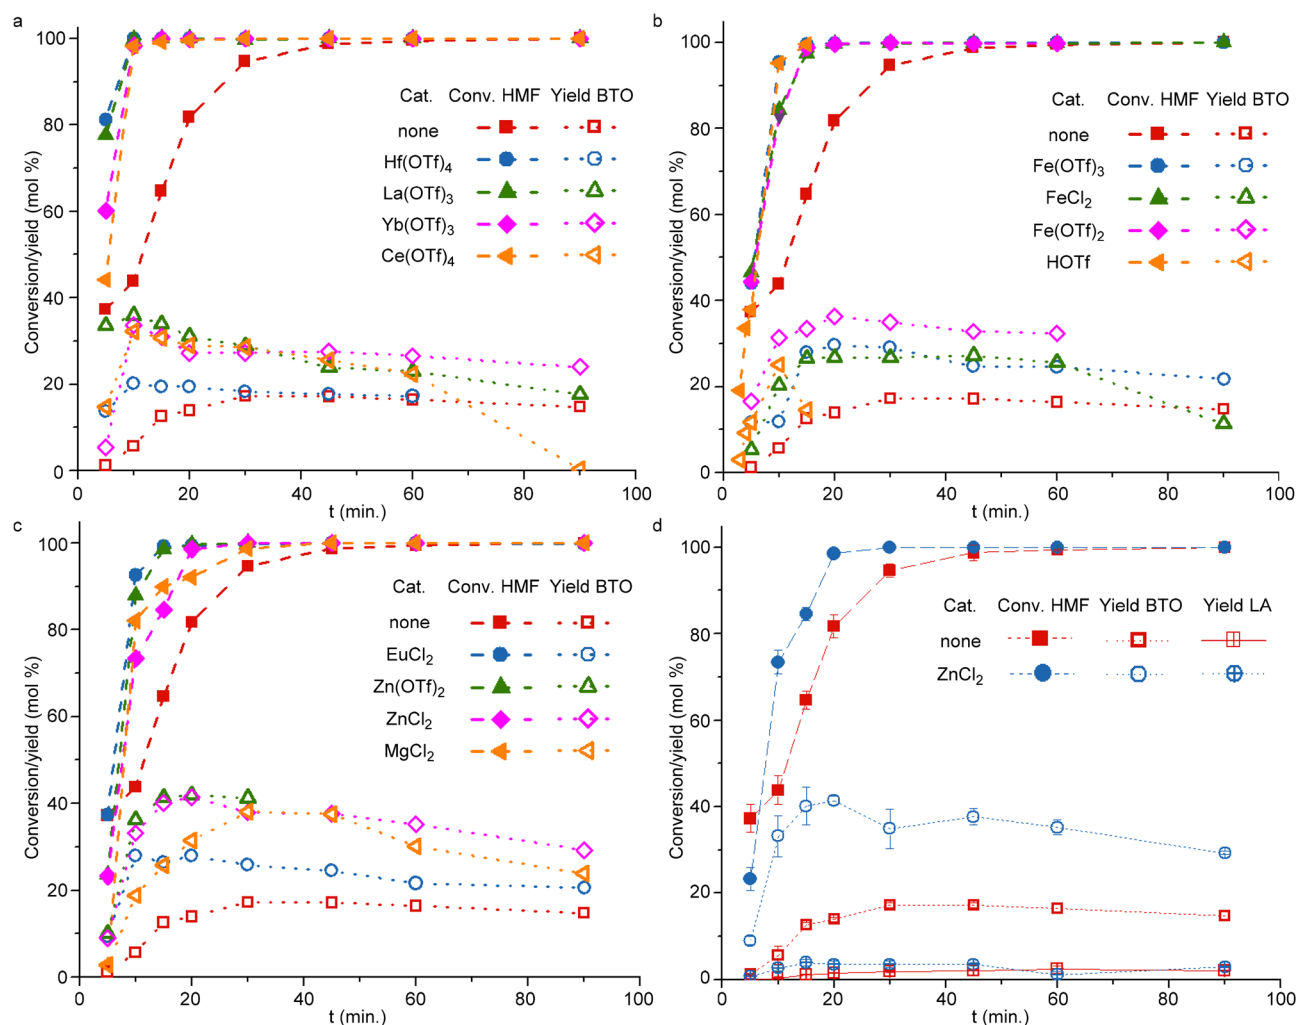 a
Conversion/yield (mol %)
100
80
60
40
20
0
Cat. Conv. HMF Yield BTO
none
Hf(OTf)4
La(OTf)3
Yb(OTf)3
Ce(OTf)4
0 20 40 60 80 100
t (min.)
b
Conversion/yield (mol %)
100
80
60
40
20
0
Cat. Conv. HMF Yield BTO
none
Fe(OTf)3
FeCl2
Fe(OTf)2
HOTf
0 20 40 60 80 100
t (min.)
c
Conversion/yield (mol %)
100
80
60
40
20
0
Cat. Conv. HMF Yield BTO
none
EuCl2
Zn(OTf)2
ZnCl2
MgCl2
0 20 40 60 80 100
t (min.)
d
Conversion/yield (mol %)
100
80
60
40
20
0
Cat. Conv. HMF Yield BTO Yield LA
none
ZnCl2
0 20 40 60 80 100
t (min.)